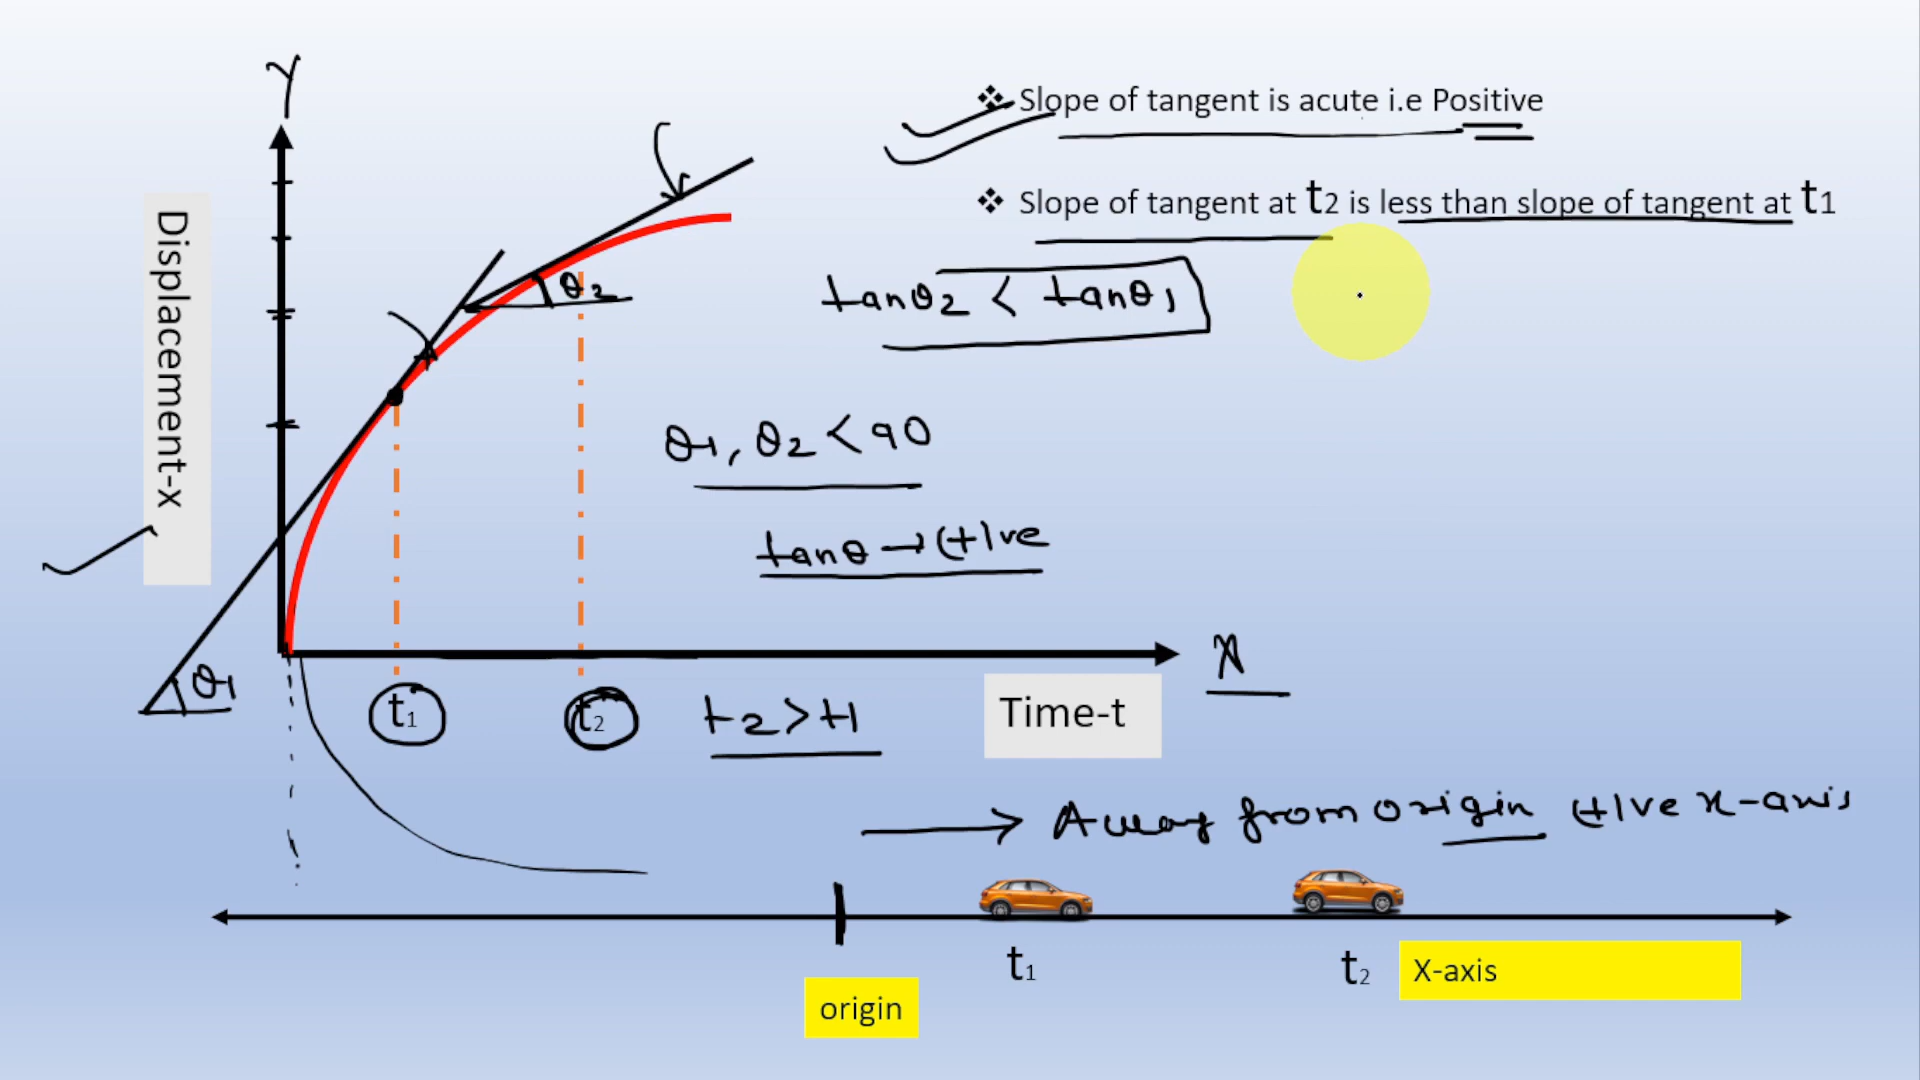 Y
❖ Slope of tangent is acute i.e Positive
❖ Slope of tangent at t2 is less than slope of tangent at t1
Displacement-x
θ2
tanθ2 < tanθ1
θ1, θ2 < 90
tanθ → (+)ve
X
θ1
t1
t2
t2 > t1
Time-t
→ Away from origin (+)ve x-axis
t1
t2
X-axis
origin